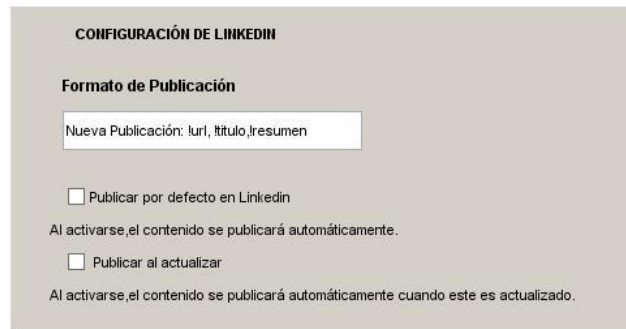 CONFIGURACIÓN DE LINKEDIN
Formato de Publicación
Nueva Publicación: !url, !titulo,!resumen
Publicar por defecto en Linkedin
Al activarse,el contenido se publicará automáticamente.
Publicar al actualizar
Al activarse,el contenido se publicará automáticamente cuando este es actualizado.